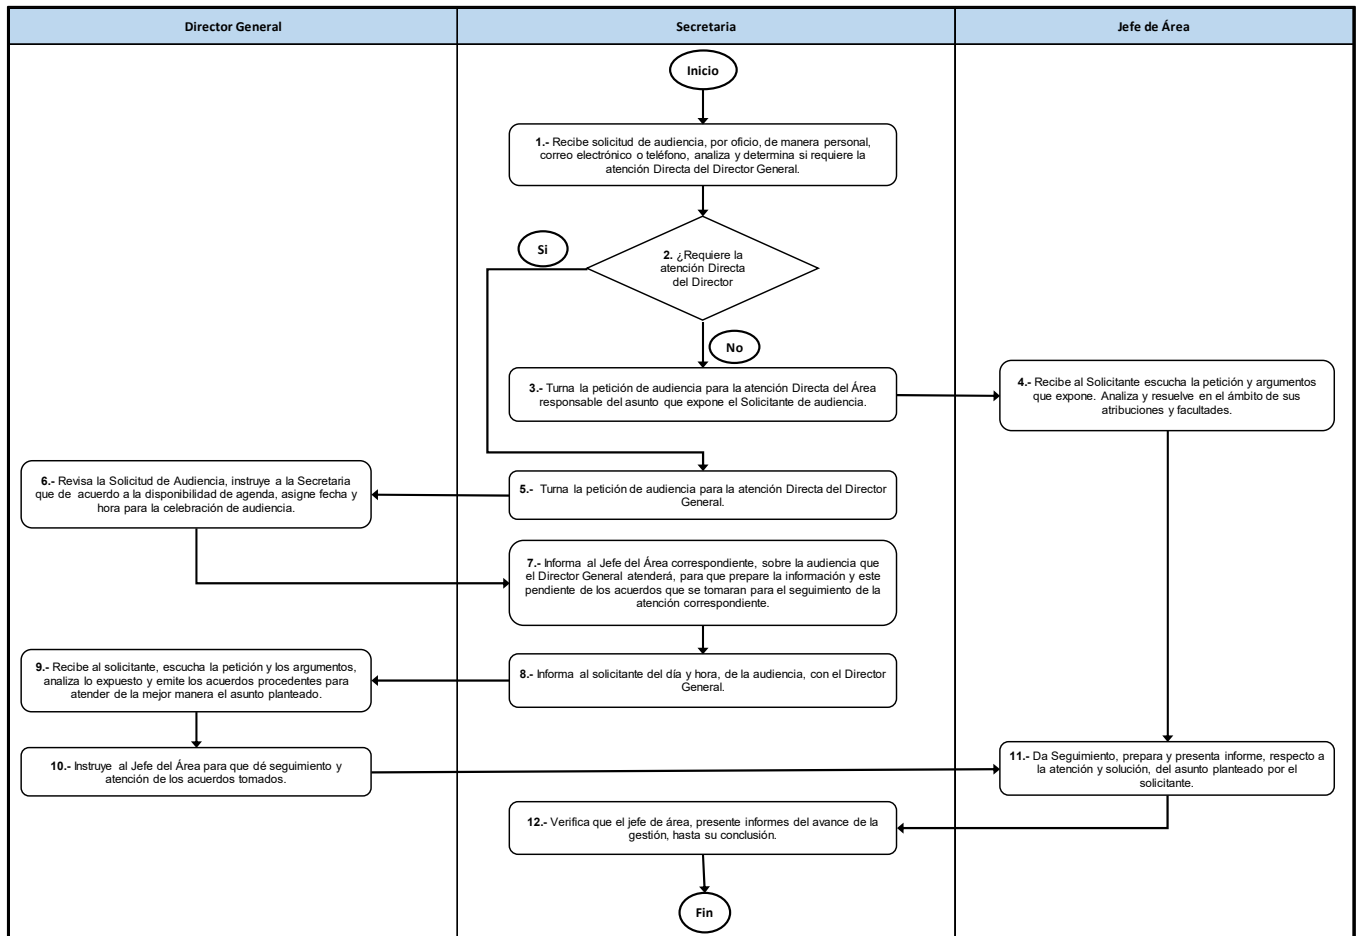 Director General
Secretaria
Jefe de Área
Inicio
1.- Recibe solicitud de audiencia, por oficio, de manera personal,
correo electrónico o teléfono, analiza y determina si requiere la
atención Directa del Director General.
Si
2. ¿Requiere la
atención Directa
del Director
No
3.- Turna la petición de audiencia para la atención Directa del Área
responsable del asunto que expone el Solicitante de audiencia.
4.- Recibe al Solicitante escucha la petición y argumentos
que expone. Analiza y resuelve en el ámbito de sus
atribuciones y facultades.
5.- Turna la petición de audiencia para la atención Directa del Director
General.
6.- Revisa la Solicitud de Audiencia, instruye a la Secretaria
que de acuerdo a la disponibilidad de agenda, asigne fecha y
hora para la celebración de audiencia.
7.- Informa al Jefe del Área correspondiente, sobre la audiencia que
el Director General atenderá, para que prepare la información y este
pendiente de los acuerdos que se tomaran para el seguimiento de la
atención correspondiente.
8.- Informa al solicitante del día y hora, de la audiencia, con el Director
General.
9.- Recibe al solicitante, escucha la petición y los argumentos,
analiza lo expuesto y emite los acuerdos procedentes para
atender de la mejor manera el asunto planteado.
10.- Instruye al Jefe del Área para que dé seguimiento y
atención de los acuerdos tomados.
11.- Da Seguimiento, prepara y presenta informe, respecto a
la atención y solución, del asunto planteado por el
solicitante.
12.- Verifica que el jefe de área, presente informes del avance de la
gestión, hasta su conclusión.
Fin